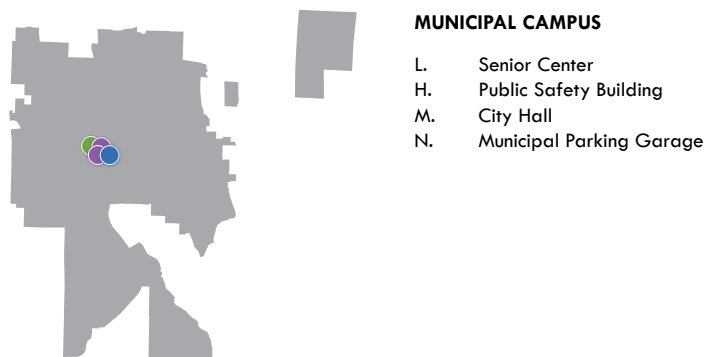 MUNICIPAL CAMPUS
L. Senior Center
H. Public Safety Building
M. City Hall
N. Municipal Parking Garage